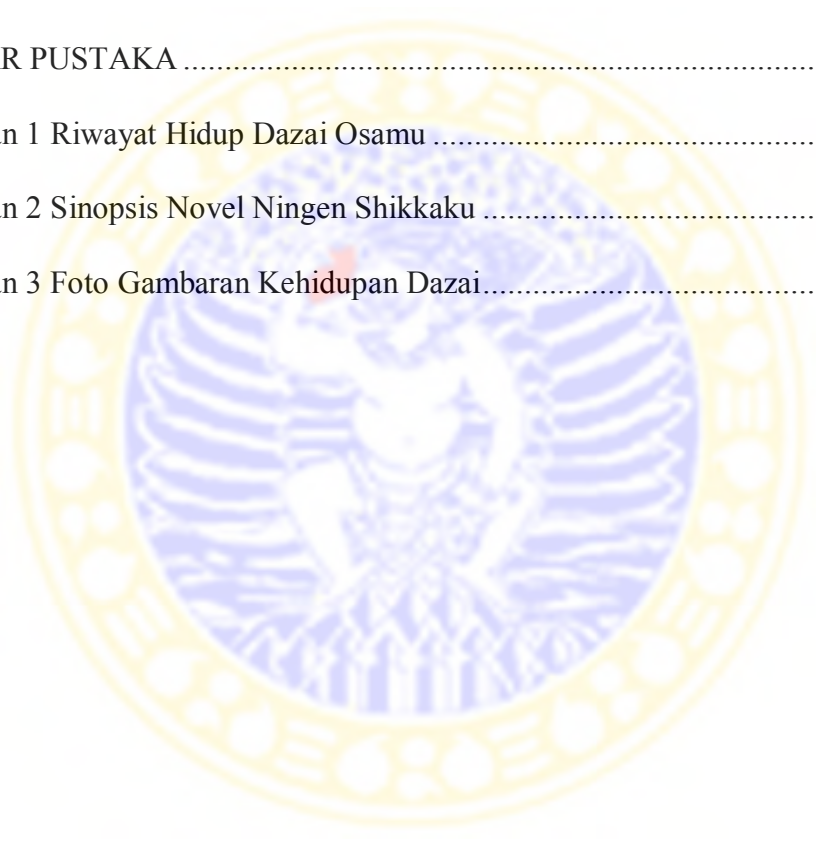 R PUSTAKA ................................................................................
n 1 Riwayat Hidup Dazai Osamu ................................................
n 2 Sinopsis Novel Ningen Shikkaku ..........................................
n 3 Foto Gambaran Kehidupan Dazai..........................................